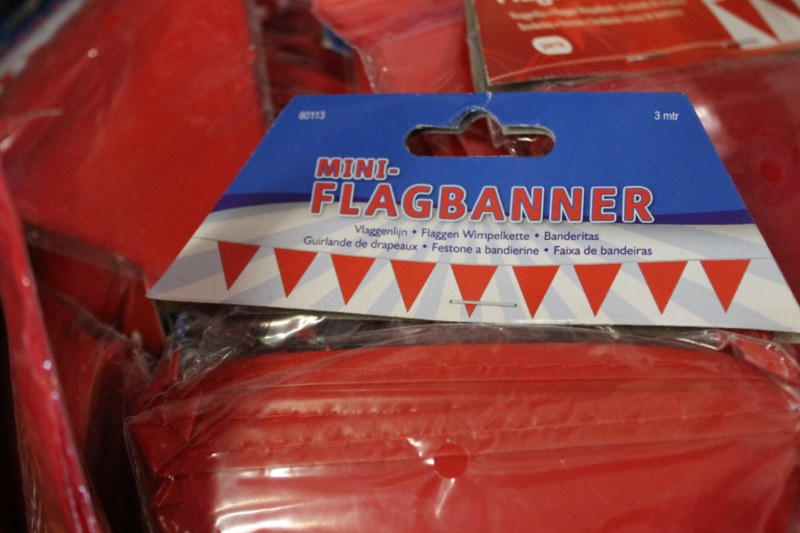 60113
3 mtr
MINI-
FLAGBANNER
Vlaggenlijn • Flaggen Wimpelkette • Banderitas
Guirlande de drapeaux • Festone a bandierine • Faixa de bandeiras